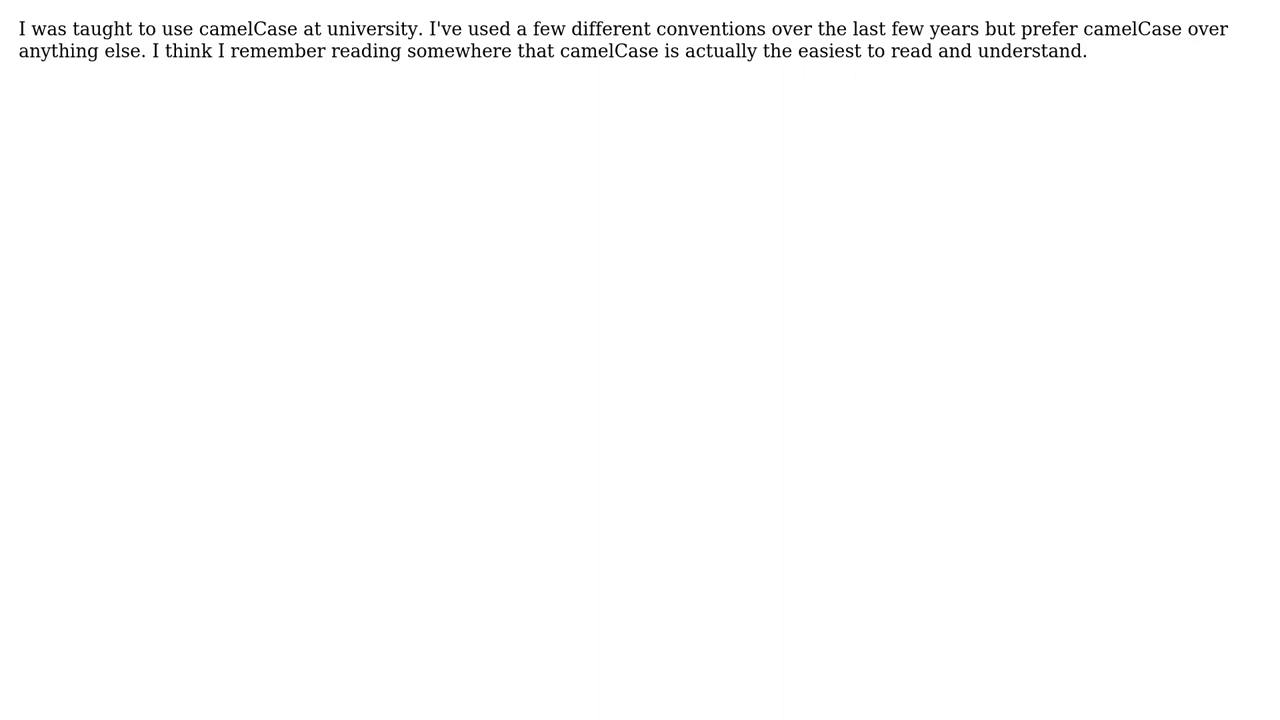 I was taught to use camelCase at university. I've used a few different conventions over the last few years but prefer camelCase over
anything else. I think I remember reading somewhere that camelCase is actually the easiest to read and understand.